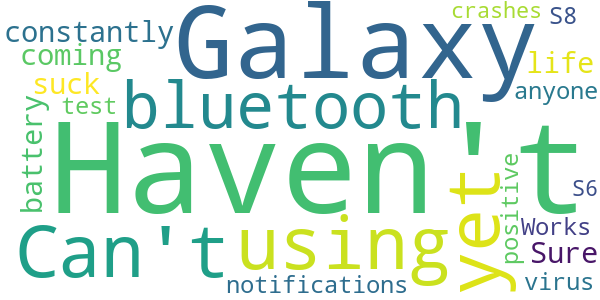 crashes S8
constantly Galaxy
coming life
suck anyone
test bluetooth
battery
Haven't
yet
positive
S6
Can't using
Works
Sure
notifications virus